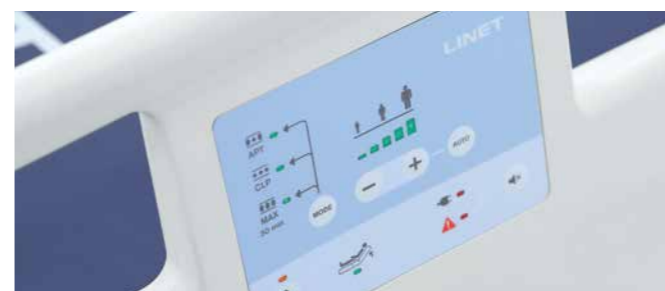 LINET
APT
CLP
MAX
30 MIN
MODE
- + AUTO